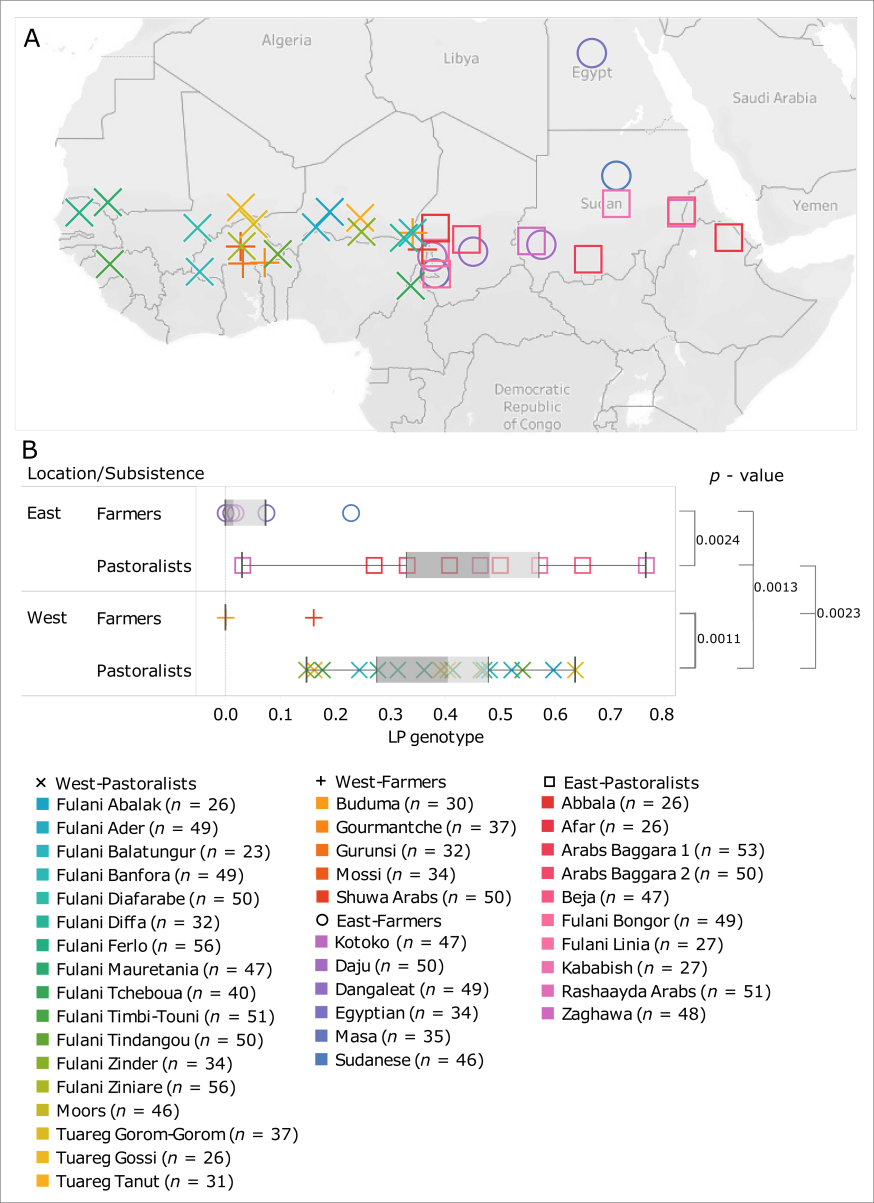 A
Algeria
Libya
Egypt
Saudi Arabia
Sudan
Yemen
Democratic
Republic
of Congo
B
Location/Subsistence
p - value
East Farmers
Pastoralists
West Farmers
Pastoralists
0.0024
0.0013
0.0011
0.0023
0.0 0.1 0.2 0.3 0.4 0.5 0.6 0.7 0.8
LP genotype
West-Pastoralists
Fulani Abalak (n = 26)
Fulani Ader (n = 49)
Fulani Balatungur (n = 23)
Fulani Banfora (n = 49)
Fulani Diafarabe (n = 50)
Fulani Diffa (n = 32)
Fulani Ferlo (n = 56)
Fulani Mauretania (n = 47)
Fulani Tcheboua (n = 40)
Fulani Timbi-Touni (n = 51)
Fulani Tindangou (n = 50)
Fulani Zinder (n = 34)
Fulani Ziniare (n = 56)
Moors (n = 46)
Tuareg Gorom-Gorom (n = 37)
Tuareg Gossi (n = 26)
Tuareg Tanut (n = 31)
West-Farmers
Buduma (n = 30)
Gourmantche (n = 37)
Gurunsi (n = 32)
Mossi (n = 34)
Shuwa Arabs (n = 50)
East-Farmers
Kotoko (n = 47)
Daju (n = 50)
Dangaleat (n = 49)
Egyptian (n = 34)
Masa (n = 35)
Sudanese (n = 46)
East-Pastoralists
Abbala (n = 26)
Afar (n = 26)
Arabs Baggara 1 (n = 53)
Arabs Baggara 2 (n = 50)
Beja (n = 47)
Fulani Bongor (n = 49)
Fulani Linia (n = 27)
Kababish (n = 27)
Rashaayda Arabs (n = 51)
Zaghawa (n = 48)